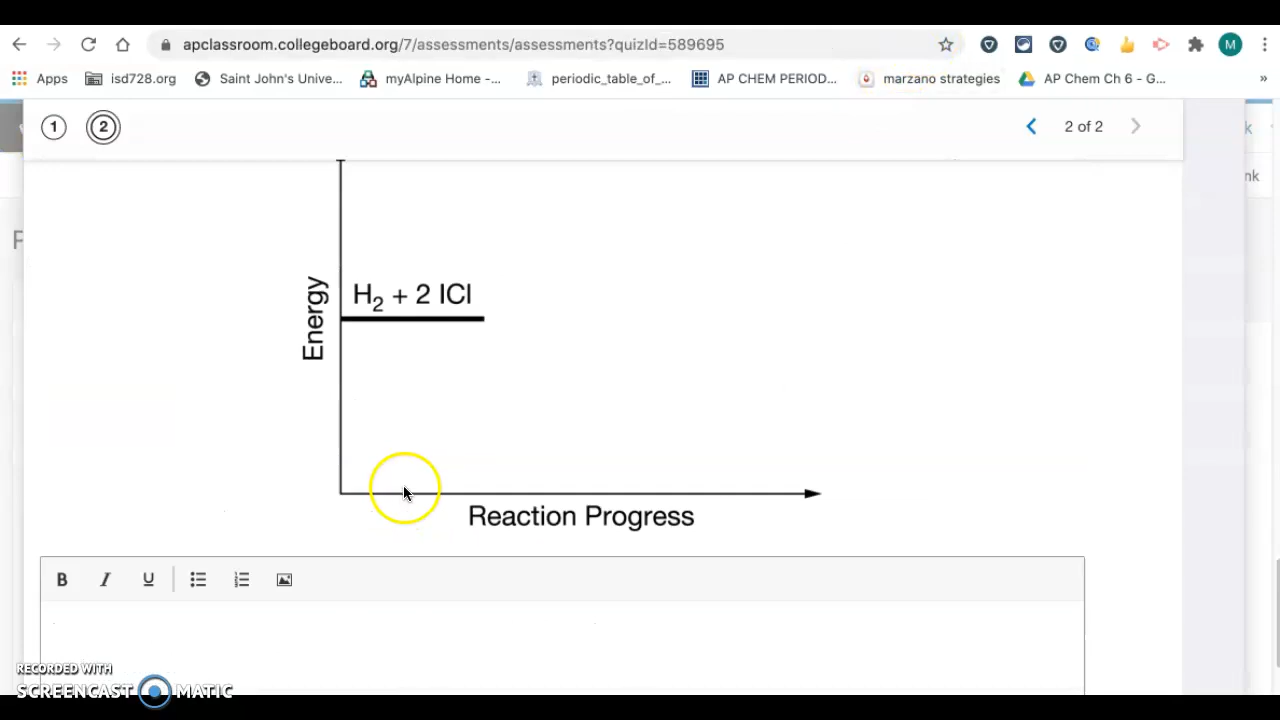 apclassroom.collegeboard.org/7/assessments/assessments?quizId=589695
M
Apps
isd728.org
Saint John's Unive...
myAlpine Home -...
periodic_table_of_...
AP CHEM PERIOD...
marzano strategies
AP Chem Ch 6 - G...
»
1
2
2 of 2
k
nk
P
Energy
H₂ + 2 ICl
Reaction Progress
B I U
RECORDED WITH
SCREENCAST MATIC